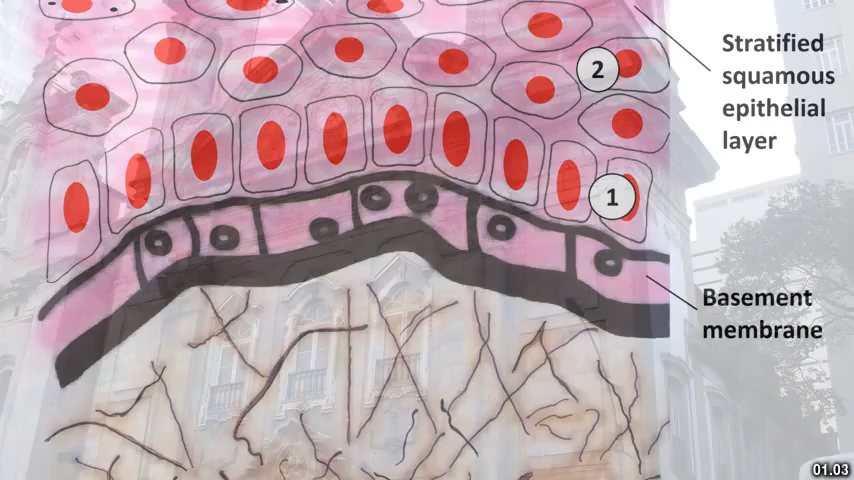 Stratified
squamous
epithelial
layer
2
1
Basement
membrane
01.03